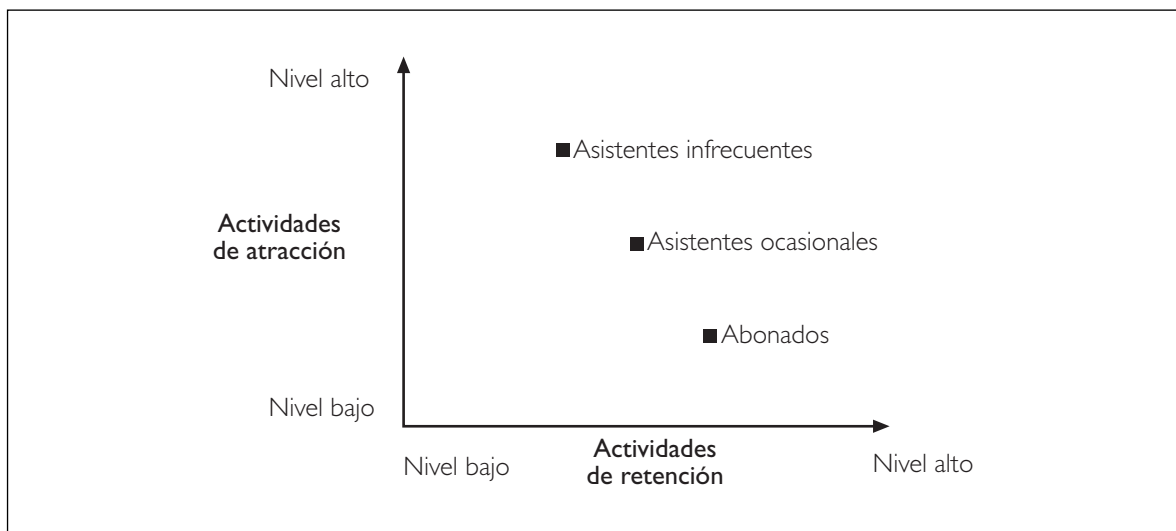 Nivel alto
Asistentes infrecuentes
Actividades
de atracción
Asistentes ocasionales
Abonados
Nivel bajo
Nivel bajo
Actividades
de retención
Nivel alto